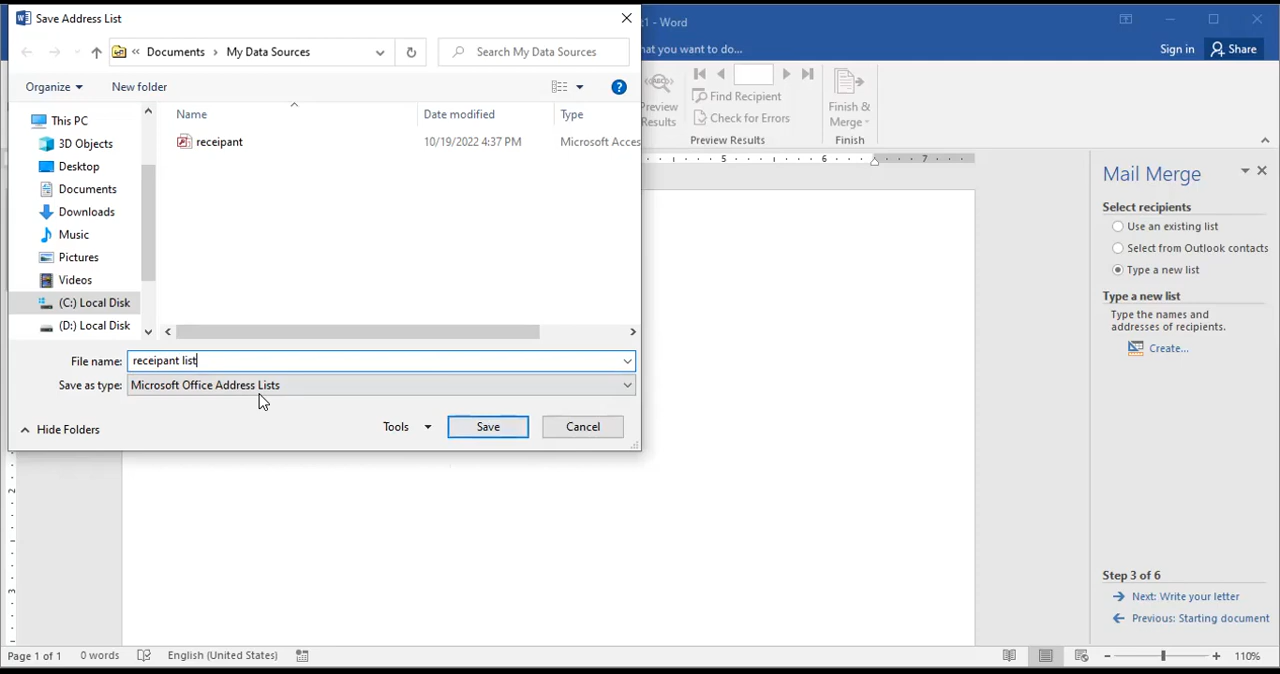 Save Address List
:1 - Word
hat you want to do...
Sign in
Share
« Documents › My Data Sources
Search My Data Sources
Organize
New folder
Name
Date modified
Type
receipant
10/19/2022 4:37 PM
Microsoft Acces
This PC
3D Objects
Desktop
Documents
Downloads
Music
Pictures
Videos
(C:) Local Disk
(D:) Local Disk
File name: receipant list
Save as type: Microsoft Office Address Lists
Hide Folders
Tools
Save
Cancel
ABC
Preview
Results
Find Recipient
Check for Errors
Preview Results
Finish &
Merge
Finish
5 6 7
Mail Merge
Select recipients
Use an existing list
Select from Outlook contacts
Type a new list
Type a new list
Type the names and
addresses of recipients.
Create...
Step 3 of 6
Next: Write your letter
Previous: Starting document
2
3
Page 1 of 1
0 words
English (United States)
110%